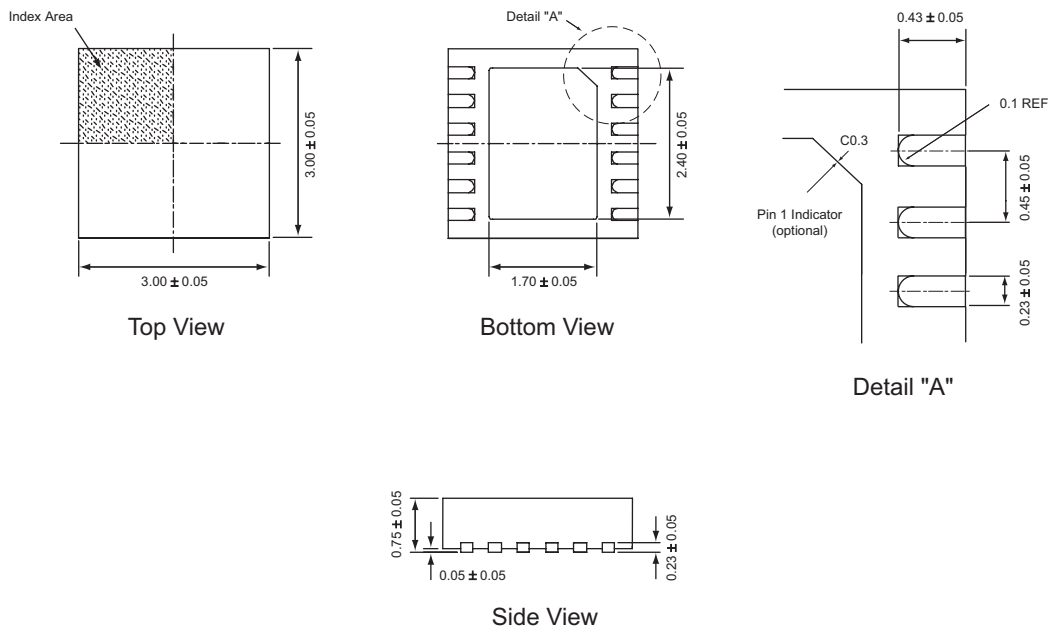 Index Area
3.00 ± 0.05
3.00 ± 0.05
Top View
Detail "A"
2.40 ± 0.05
1.70 ± 0.05
Bottom View
0.43 ± 0.05
0.1 REF
C0.3
0.45 ± 0.05
Pin 1 Indicator
(optional)
0.23 ± 0.05
Detail "A"
0.75 ± 0.05
0.05 ± 0.05
0.23 ± 0.05
Side View